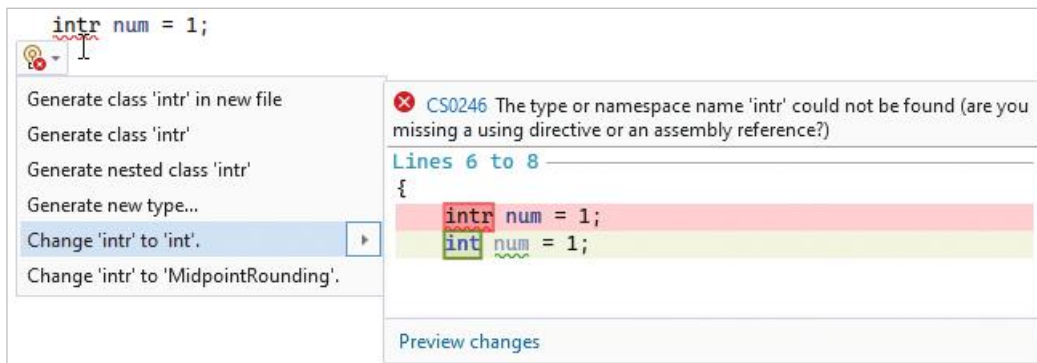 intr num = 1;
Generate class 'intr' in new file
Generate class 'intr'
Generate nested class 'intr'
Generate new type...
Change 'intr' to 'int'.
Change 'intr' to 'MidpointRounding'.
CS0246 The type or namespace name 'intr' could not be found (are you
missing a using directive or an assembly reference?)
Lines 6 to 8
{
intr num = 1;
int num = 1;
Preview changes